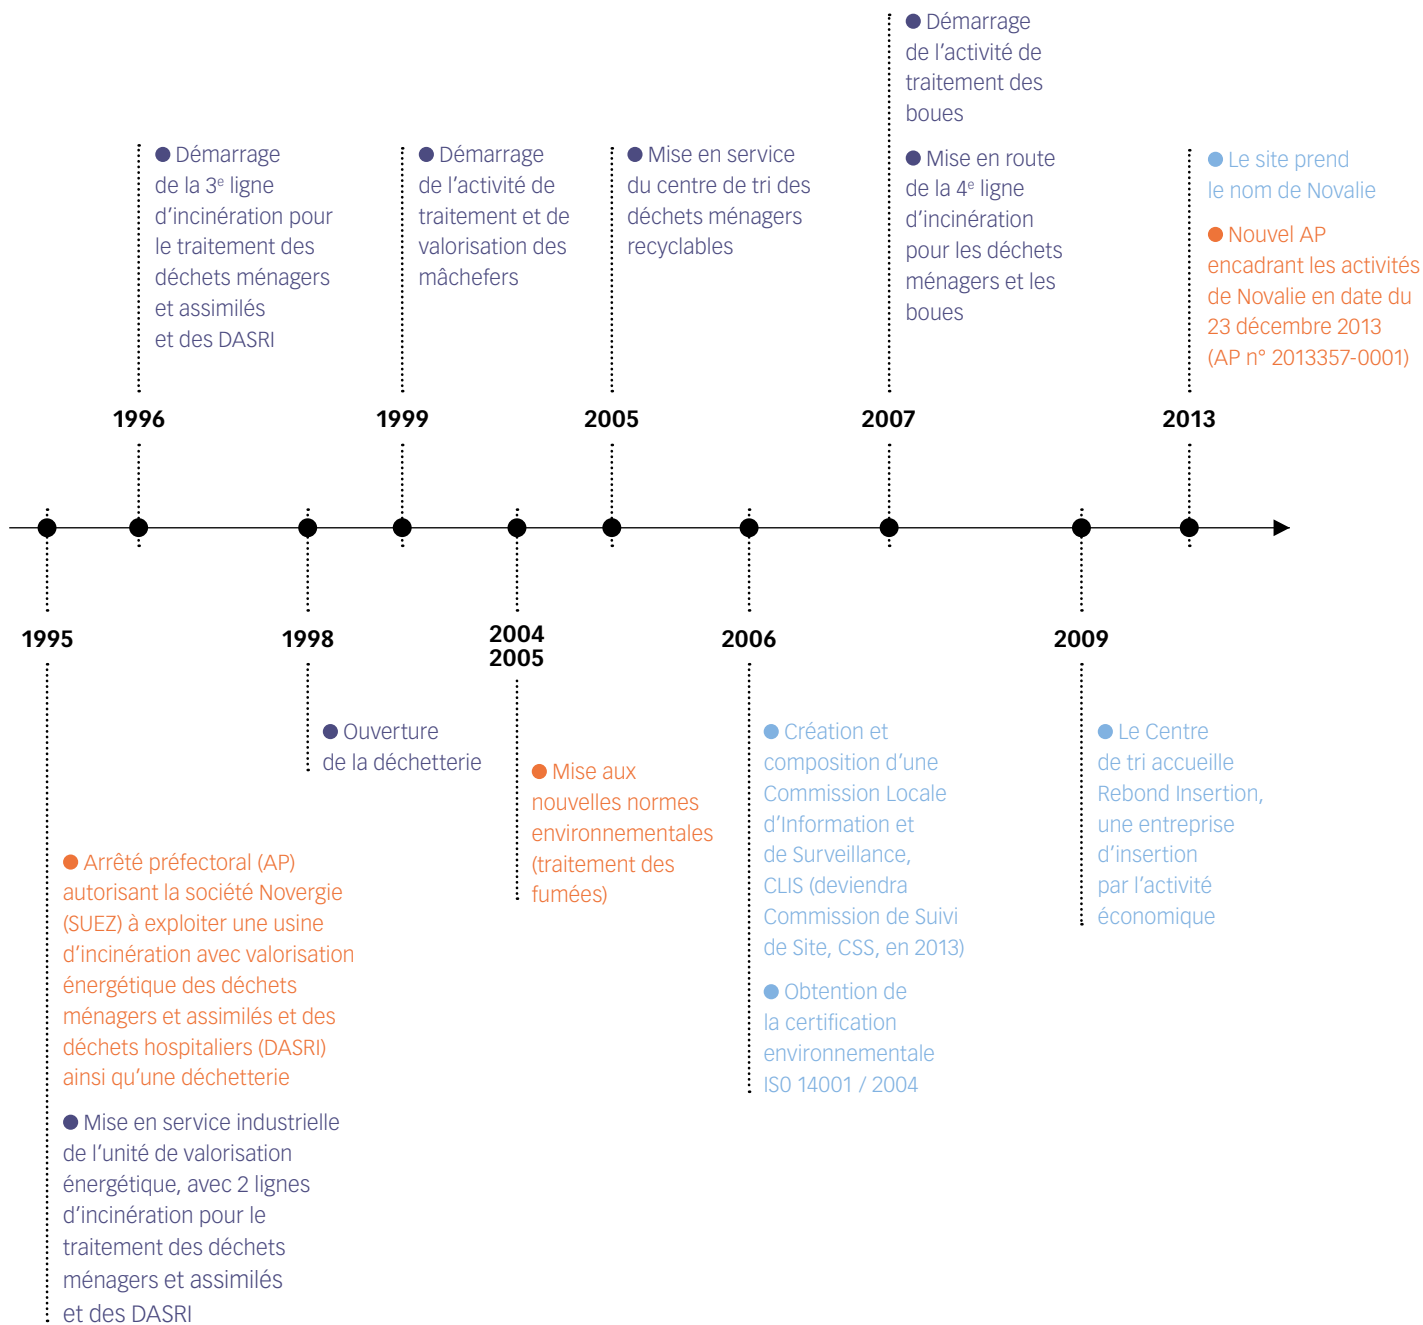 ● Démarrage
de l'activité de
traitement des
boues
● Mise en route
de la 4e ligne
d'incinération
pour les déchets
ménagers et les
boues
● Démarrage
de la 3e ligne
d'incinération pour
le traitement des
déchets ménagers
et assimilés
et des DASRI
● Démarrage
de l'activité de
traitement et de
valorisation des
mâchefers
● Mise en service
du centre de tri des
déchets ménagers
recyclables
● Le site prend
le nom de Novalie
● Nouvel AP
encadrant les activités
de Novalie en date du
23 décembre 2013
(AP n° 2013357-0001)
1996
1999
2005
2007
2013
1995
1998
2004
2005
2006
2009
● Arrêté préfectoral (AP)
autorisant la société Novergie
(SUEZ) à exploiter une usine
d'incinération avec valorisation
énergétique des déchets
ménagers et assimilés et des
déchets hospitaliers (DASRI)
ainsi qu'une déchetterie
● Mise en service industrielle
de l'unité de valorisation
énergétique, avec 2 lignes
d'incinération pour le
traitement des déchets
ménagers et assimilés
et des DASRI
● Ouverture
de la déchetterie
● Mise aux
nouvelles normes
environnementales
(traitement des
fumées)
● Création et
composition d'une
Commission Locale
d'Information et
de Surveillance,
CLIS (deviendra
Commission de Suivi
de Site, CSS, en 2013)
● Obtention de
la certification
environnementale
IS0 14001 / 2004
● Le Centre
de tri accueille
Rebond Insertion,
une entreprise
d'insertion
par l'activité
économique